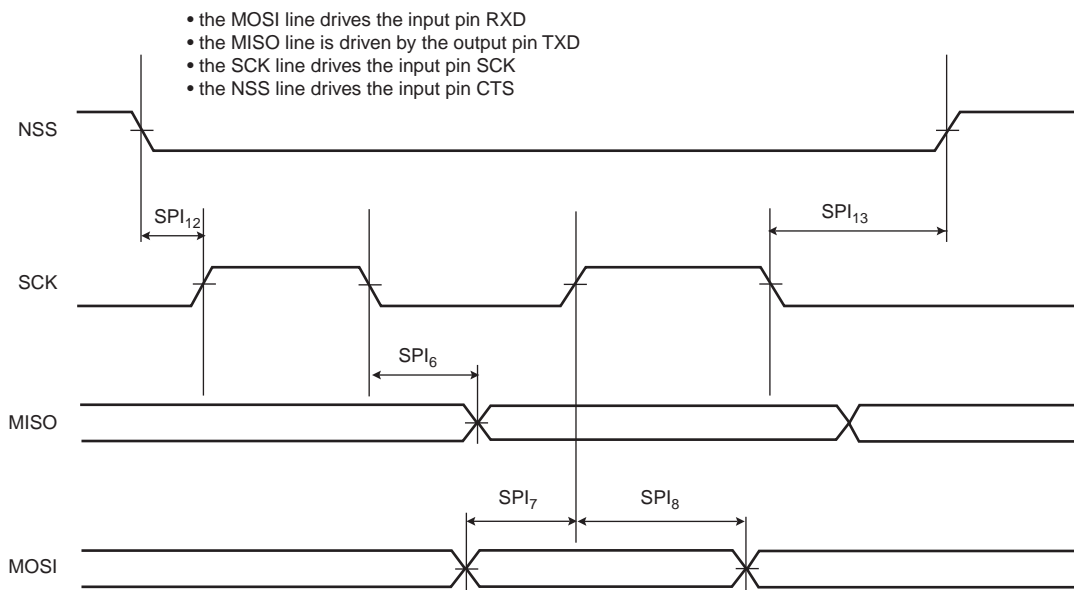 • the MOSI line drives the input pin RXD
• the MISO line is driven by the output pin TXD
• the SCK line drives the input pin SCK
• the NSS line drives the input pin CTS
NSS
SPI12
SPI13
SCK
SPI6
MISO
SPI7
SPI8
MOSI